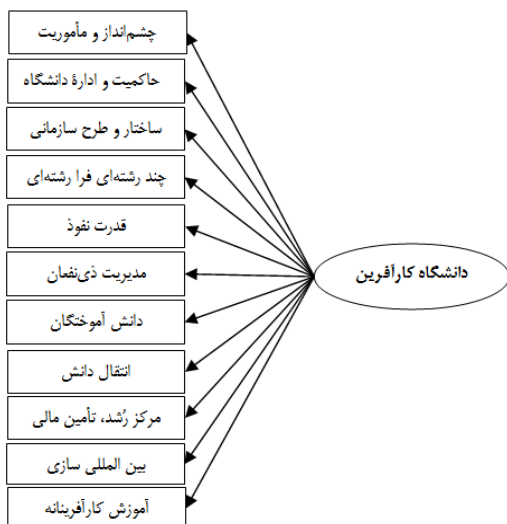 چشم‌انداز و مأموریت
حاکمیت و ادارهٔ دانشگاه
ساختار و طرح سازمانی
چند رشته‌ای فرا رشته‌ای
قدرت نفوذ
مدیریت ذی‌نفعان
دانش آموختگان
انتقال دانش
مرکز رُشد، تأمین مالی
بین المللی سازی
آموزش کارآفرینانه
دانشگاه کارآفرین